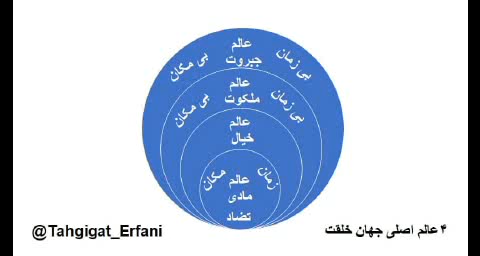 عالم
جبروت
بی زمان
بی مکان
عالم
ملکوت
بی زمان
بی مکان
عالم
خیال
زمان
مکان
عالم
مادی
تضاد
۴ عالم اصلی جهان خلقت
@Tahgigat_Erfani